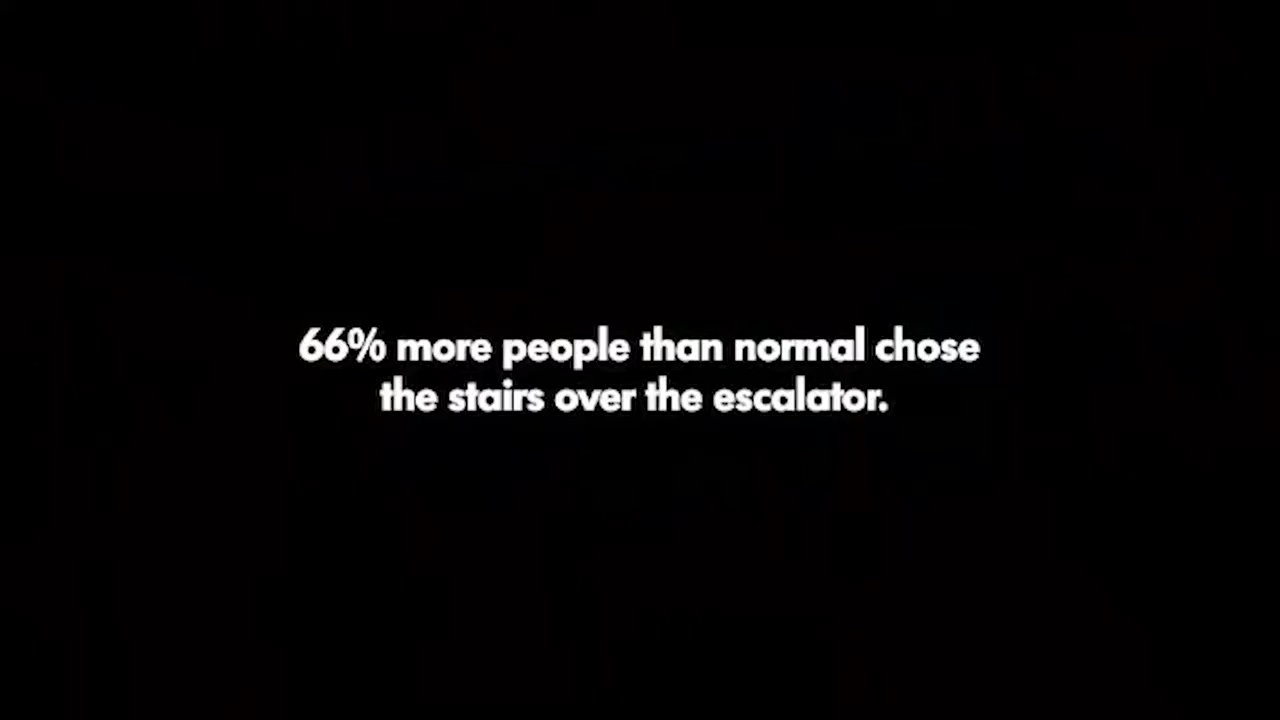 66% more people than normal chose
the stairs over the escalator.